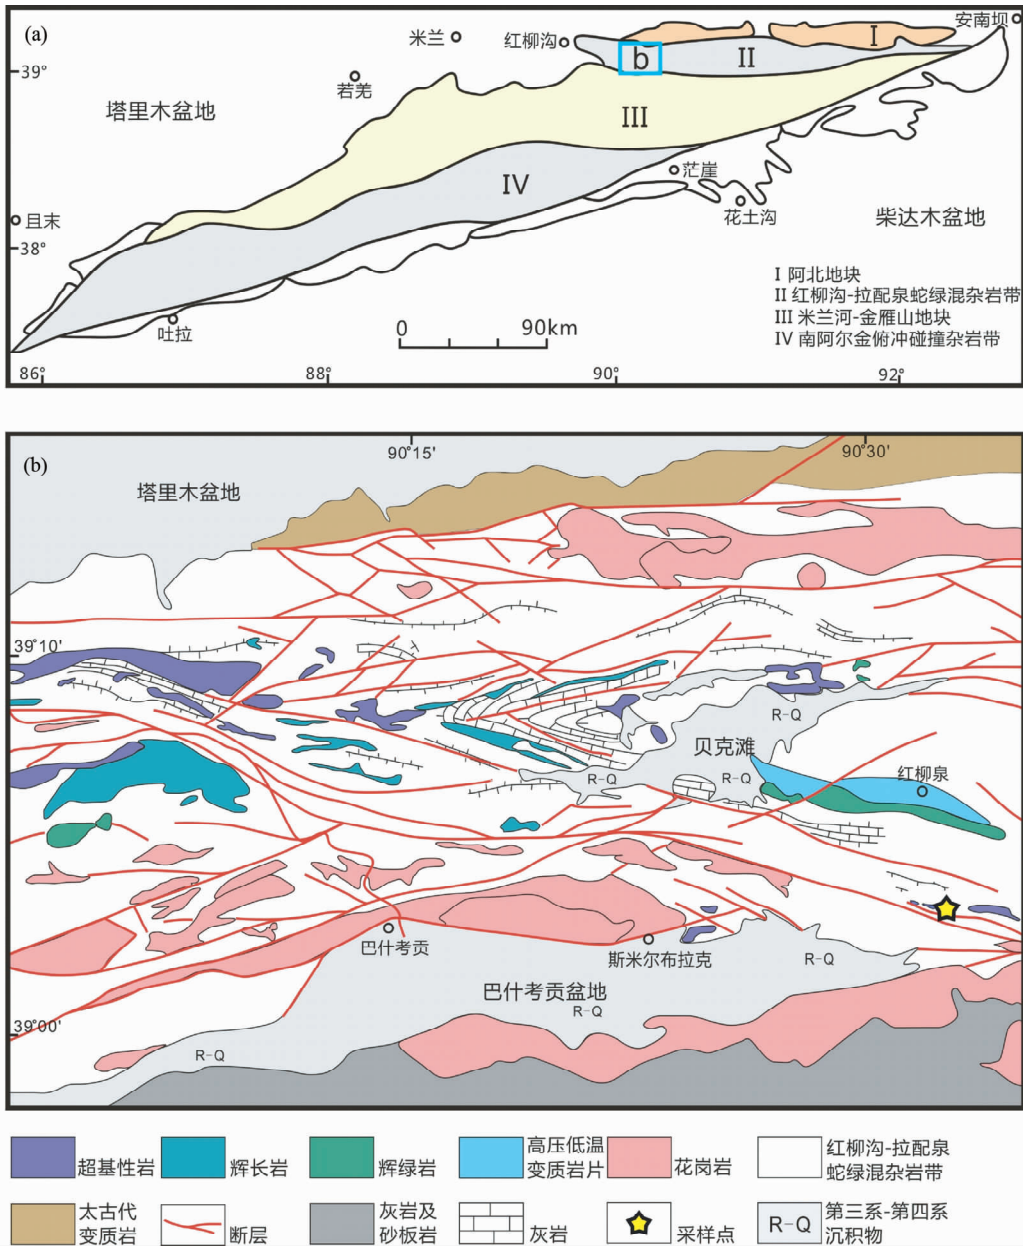 (a)
安南坝
米兰
红柳沟
I
b
II
39°
若羌
塔里木盆地
III
茫崖
IV
花土沟
且末
柴达木盆地
38°
I 阿北地块
II 红柳沟-拉配泉蛇绿混杂岩带
III 米兰河-金雁山地块
IV 南阿尔金俯冲碰撞杂岩带
吐拉
0 90km
86° 88° 90° 92°
(b)
90°15' 90°30'
塔里木盆地
39°10'
R-Q
贝克滩
R-Q
R-Q
红柳泉
巴什考贡
斯米尔布拉克
R-Q
巴什考贡盆地
R-Q
39°00'
R-Q
超基性岩
辉长岩
辉绿岩
高压低温
变质岩片
花岗岩
红柳沟-拉配泉
蛇绿混杂岩带
太古代
变质岩
断层
灰岩及
砂板岩
灰岩
采样点
R-Q
第三系-第四系
沉积物